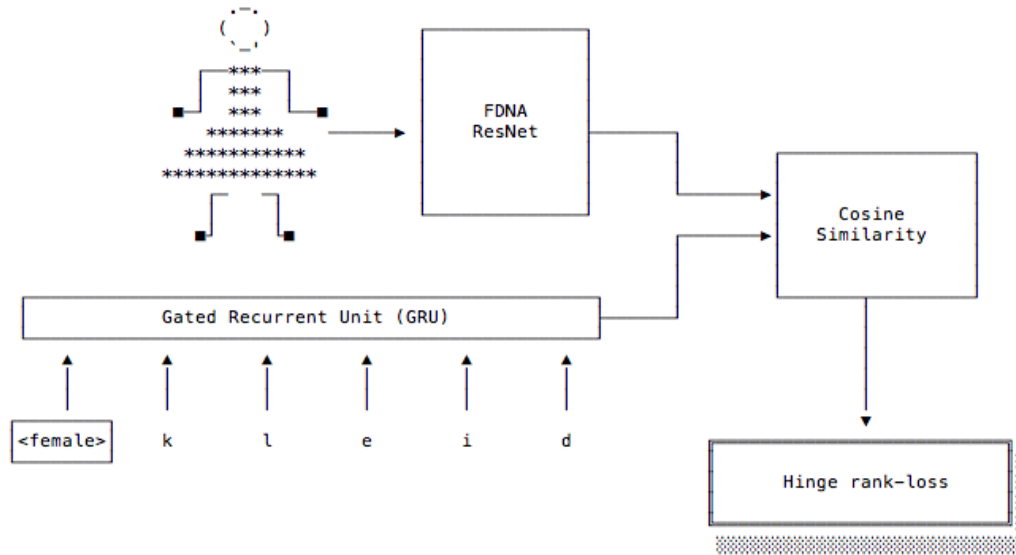 FDNA
ResNet
Cosine
Similarity
Gated Recurrent Unit (GRU)
<female> k l e i d
Hinge rank-loss